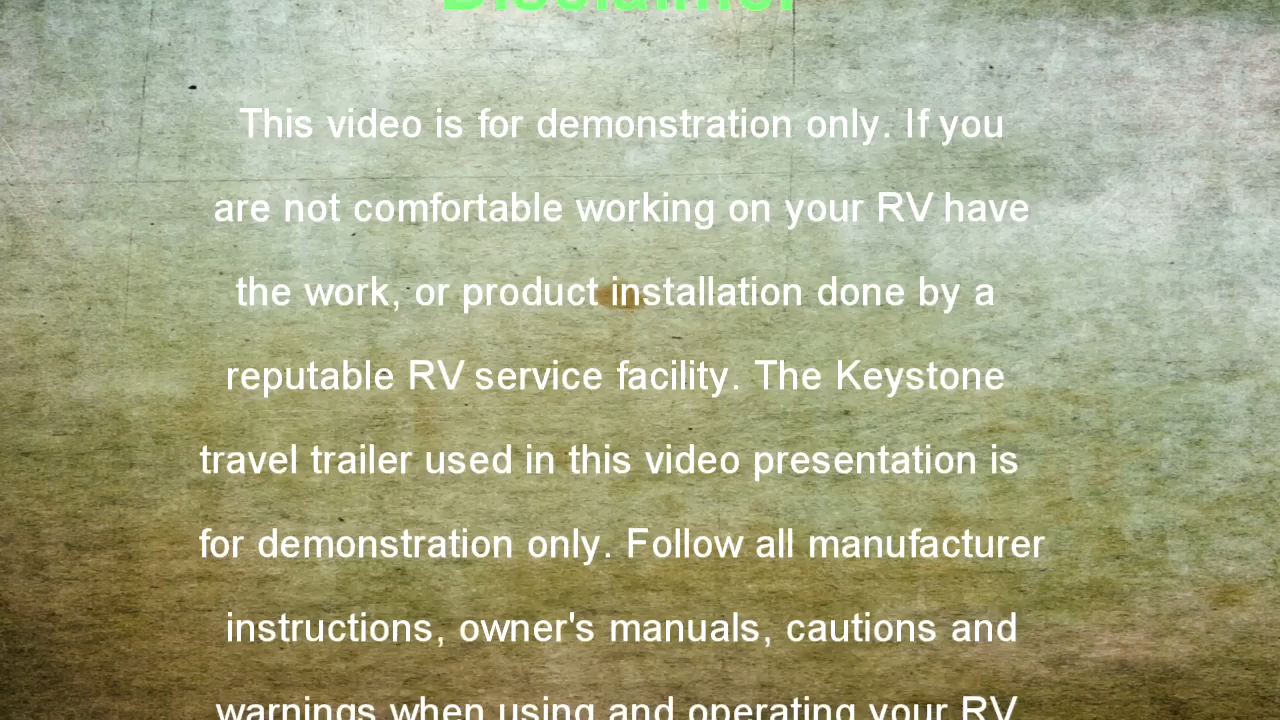 Disclaimer
This video is for demonstration only. If you
are not comfortable working on your RV have
the work, or product installation done by a
reputable RV service facility. The Keystone
travel trailer used in this video presentation is
for demonstration only. Follow all manufacturer
instructions, owner's manuals, cautions and
warnings when using and operating your RV